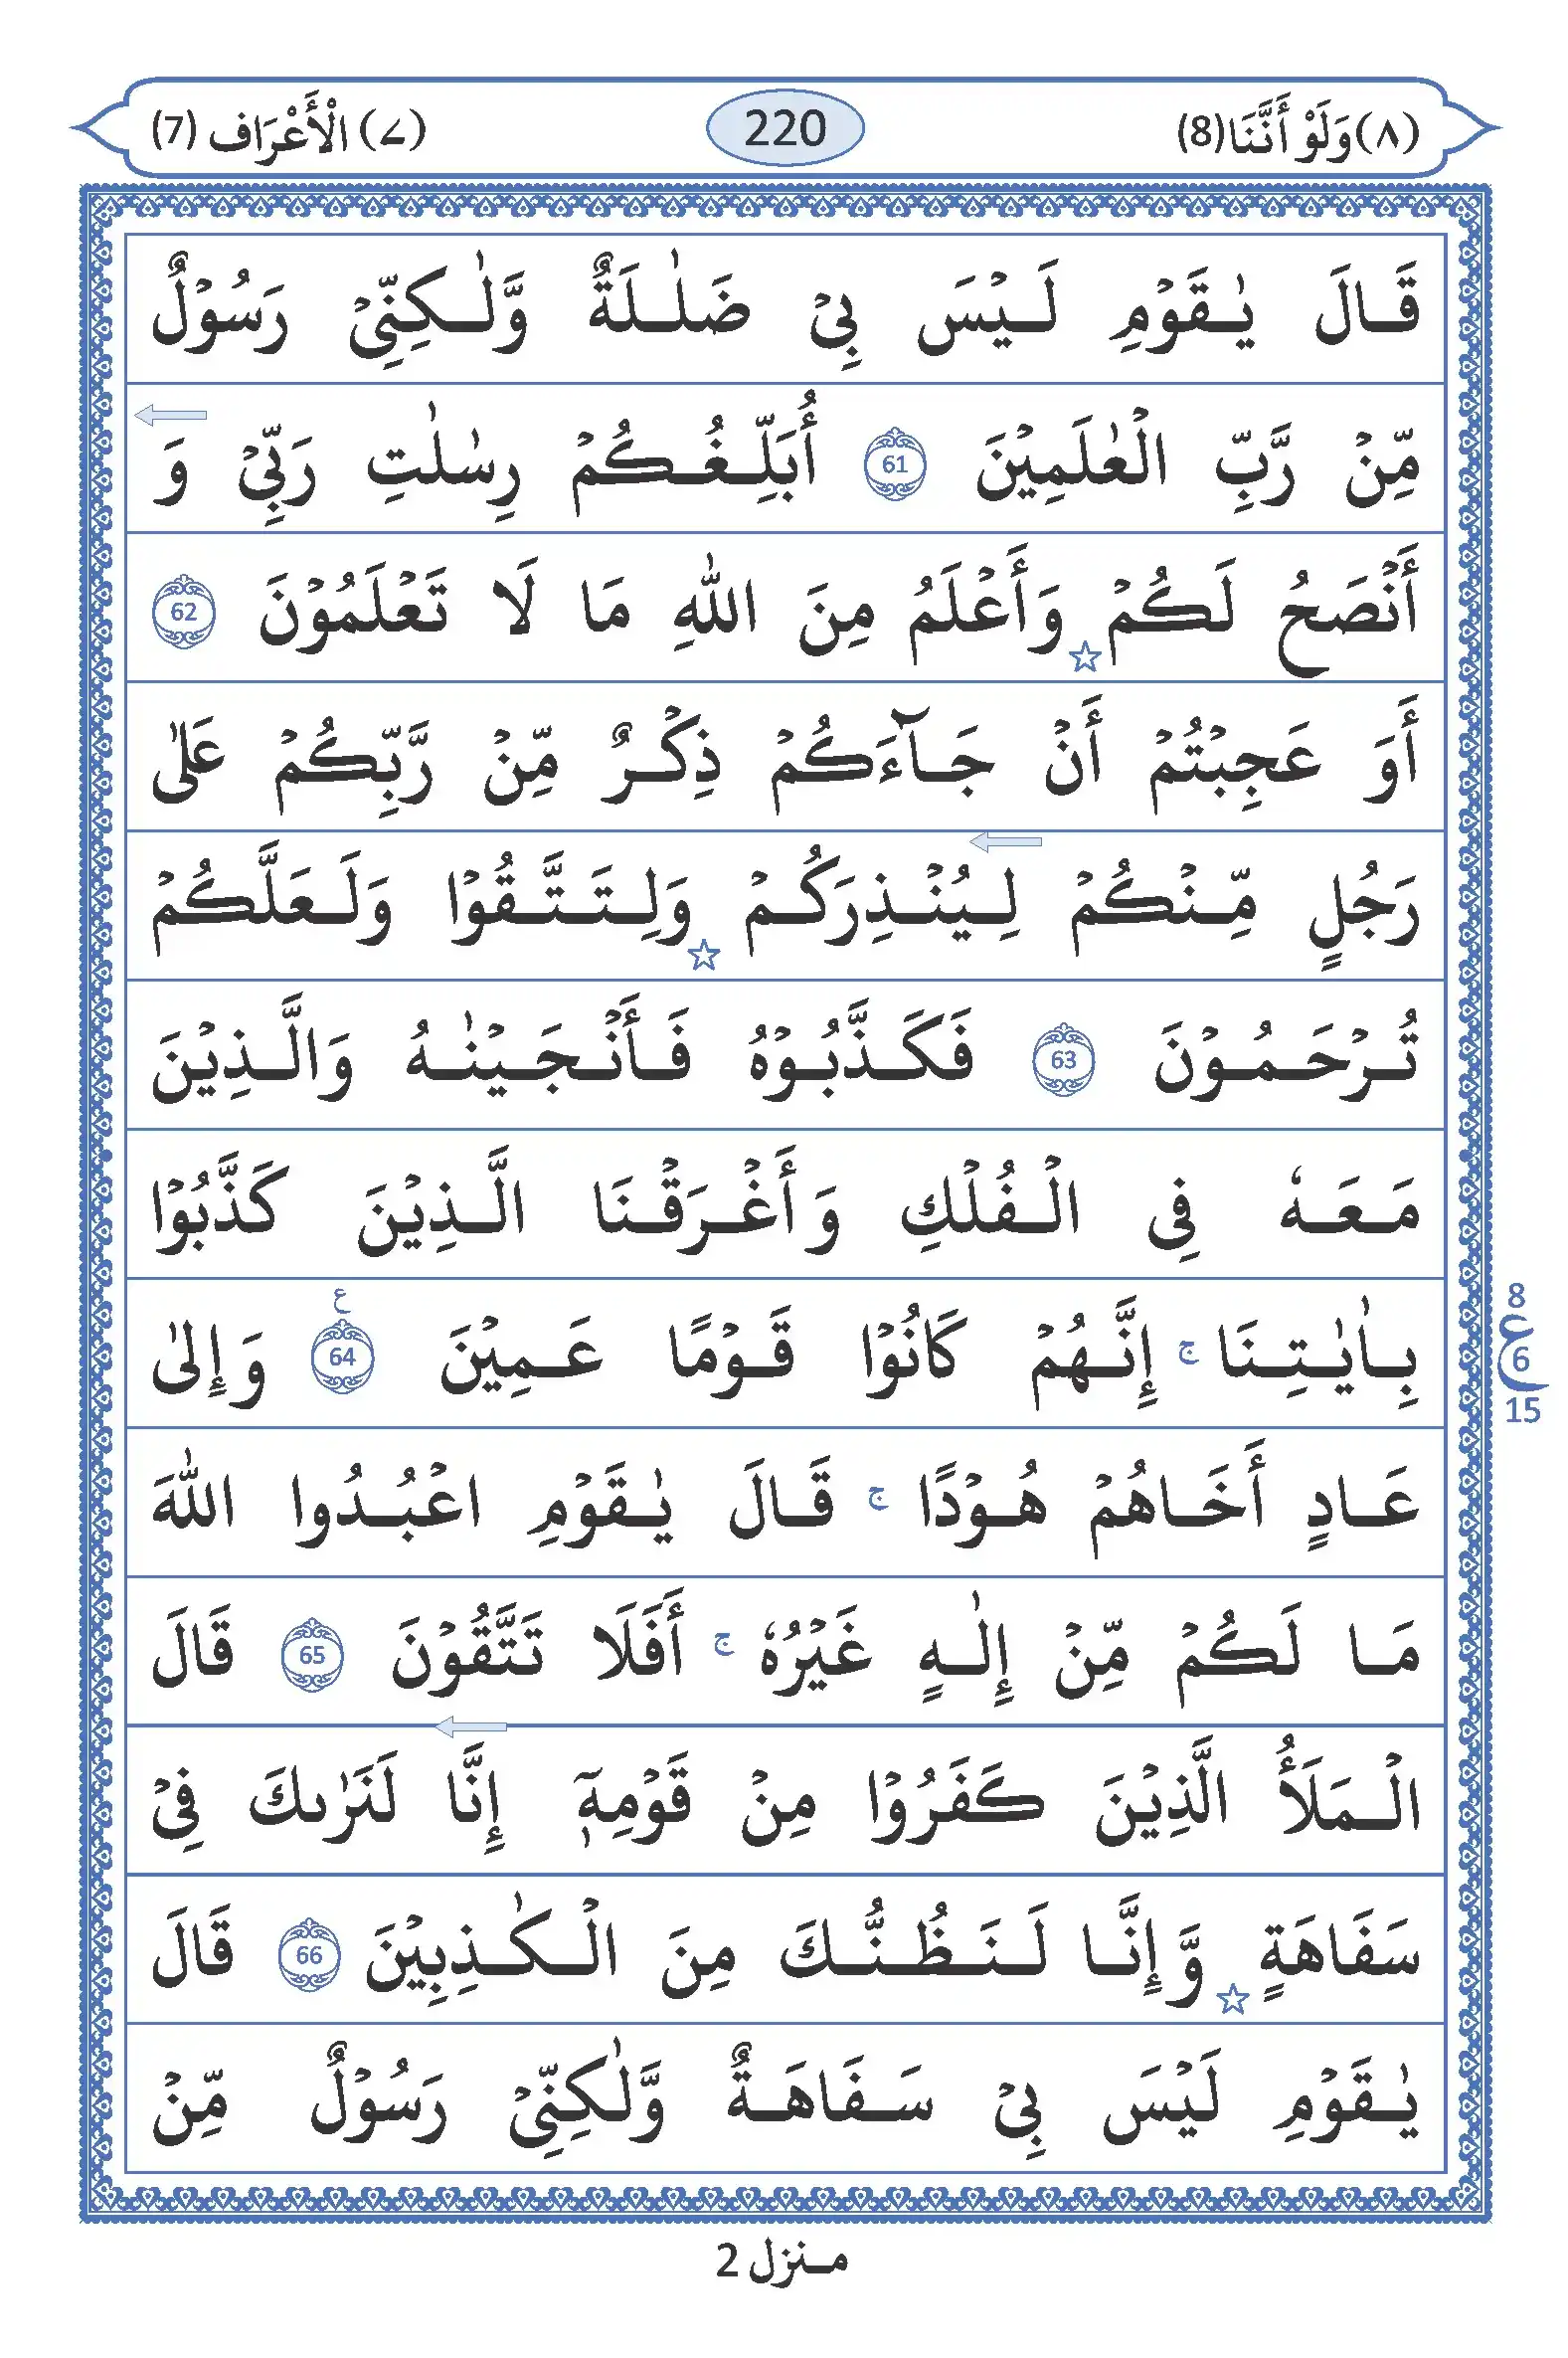 (٨) وَلَوْ أَنَّنَا (8) 220 (٧) الْأَعْرَاف (7)
قَالَ يٰقَوْمِ لَيْسَ بِيْ ضَلٰلَةٌ وَّلٰكِنِّيْ رَسُوْلٌ
مِّنْ رَّبِّ الْعٰلَمِيْنَ 61 أُبَلِّغُكُمْ رِسٰلٰتِ رَبِّيْ وَ
أَنْصَحُ لَكُمْ ☆ وَأَعْلَمُ مِنَ اللّٰهِ مَا لَا تَعْلَمُوْنَ 62
أَوَ عَجِبْتُمْ أَنْ جَآءَكُمْ ذِكْرٌ مِّنْ رَّبِّكُمْ عَلٰى
رَجُلٍ مِّنْكُمْ لِيُنْذِرَكُمْ ☆ وَلِتَتَّقُوْا وَلَعَلَّكُمْ
تُرْحَمُوْنَ 63 فَكَذَّبُوْهُ فَأَنْجَيْنٰهُ وَالَّذِيْنَ
مَعَهٗ فِى الْفُلْكِ وَأَغْرَقْنَا الَّذِيْنَ كَذَّبُوْا
بِاٰيٰتِنَا ج إِنَّهُمْ كَانُوْا قَوْمًا عَمِيْنَ 64 ع وَإِلٰى
8 ع 6 15
عَادٍ أَخَاهُمْ هُوْدًا ج قَالَ يٰقَوْمِ اعْبُدُوا اللّٰهَ
مَا لَكُمْ مِّنْ إِلٰهٍ غَيْرُهٗ ج أَفَلَا تَتَّقُوْنَ 65 قَالَ
الْمَلَأُ الَّذِيْنَ كَفَرُوْا مِنْ قَوْمِهٖٓ إِنَّا لَنَرٰىكَ فِيْ
سَفَاهَةٍ ☆ وَّإِنَّا لَنَظُنُّكَ مِنَ الْكٰذِبِيْنَ 66 قَالَ
يٰقَوْمِ لَيْسَ بِيْ سَفَاهَةٌ وَّلٰكِنِّيْ رَسُوْلٌ مِّنْ
منزل 2